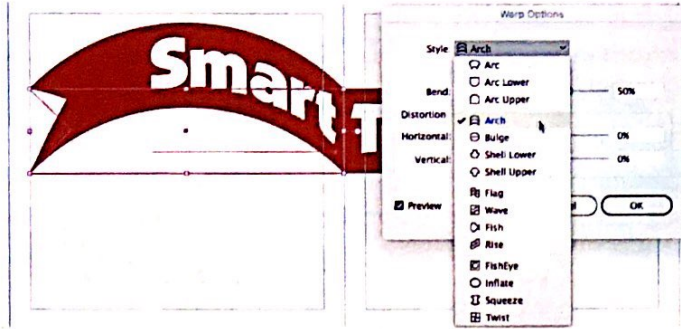 Smart T
Warp Options
Style Arch
Arc
Arc Lower
Arc Upper
Arch
Bulge
Shell Lower
Shell Upper
Flag
Wave
Fish
Rise
FishEye
Inflate
Squeeze
Twist
Bend: 50%
Distortion
Horizontal: 0%
Vertical: 0%
Preview
OK